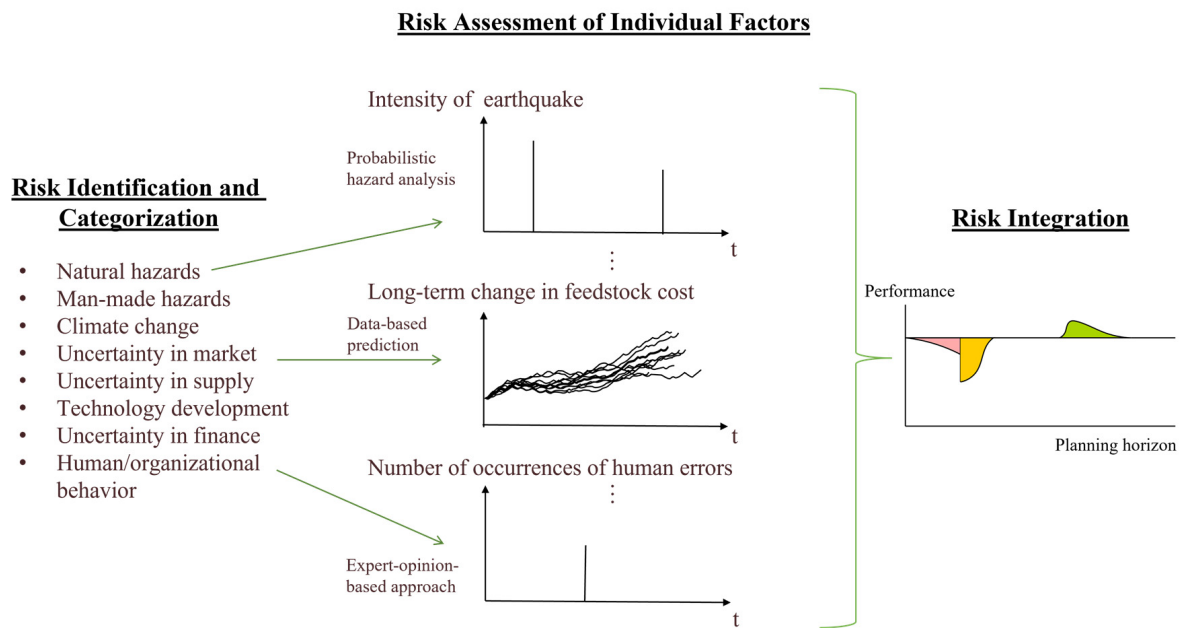 Risk Assessment of Individual Factors
Risk Identification and
Categorization
• Natural hazards
• Man-made hazards
• Climate change
• Uncertainty in market
• Uncertainty in supply
• Technology development
• Uncertainty in finance
• Human/organizational
behavior
Intensity of earthquake
Probabilistic
hazard analysis
t
⋮
Long-term change in feedstock cost
Data-based
prediction
t
Number of occurrences of human errors
⋮
Expert-opinion-
based approach
t
Risk Integration
Performance
Planning horizon